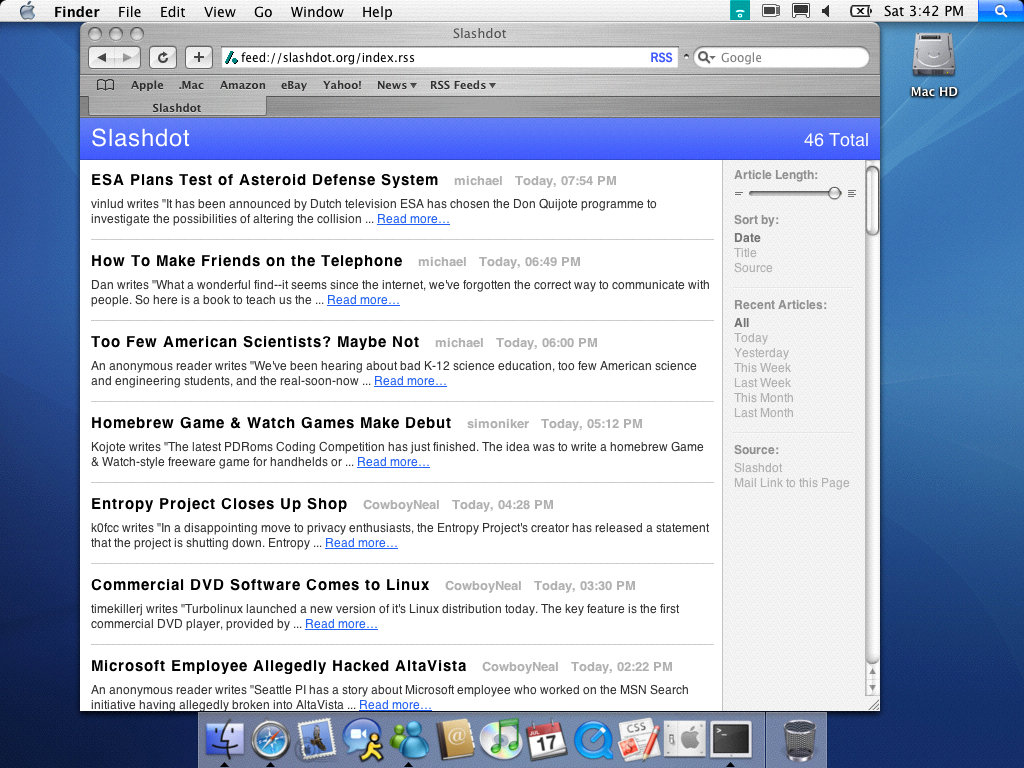 Finder File Edit View Go Window Help Sat 3:42 PM
Slashdot
feed://slashdot.org/index.rss RSS Google
Apple .Mac Amazon eBay Yahoo! News RSS Feeds
Slashdot
Slashdot 46 Total
ESA Plans Test of Asteroid Defense System michael Today, 07:54 PM
vinlud writes "It has been announced by Dutch television ESA has chosen the Don Quijote programme to
investigate the possibilities of altering the collision ... Read more…
How To Make Friends on the Telephone michael Today, 06:49 PM
Dan writes "What a wonderful find--it seems since the internet, we've forgotten the correct way to communicate with
people. So here is a book to teach us the ... Read more…
Too Few American Scientists? Maybe Not michael Today, 06:00 PM
An anonymous reader writes "We've been hearing about bad K-12 science education, too few American science
and engineering students, and the real-soon-now ... Read more…
Homebrew Game & Watch Games Make Debut simoniker Today, 05:12 PM
Kojote writes "The latest PDRoms Coding Competition has just finished. The idea was to write a homebrew Game
& Watch-style freeware game for handhelds or ... Read more…
Entropy Project Closes Up Shop CowboyNeal Today, 04:28 PM
k0fcc writes "In a disappointing move to privacy enthusiasts, the Entropy Project's creator has released a statement
that the project is shutting down. Entropy ... Read more…
Commercial DVD Software Comes to Linux CowboyNeal Today, 03:30 PM
timekillerj writes "Turbolinux launched a new version of it's Linux distribution today. The key feature is the first
commercial DVD player, provided by ... Read more…
Microsoft Employee Allegedly Hacked AltaVista CowboyNeal Today, 02:22 PM
An anonymous reader writes "Seattle PI has a story about Microsoft employee who worked on the MSN Search
initiative having allegedly broken into AltaVista ... Read more…
Article Length:
Sort by:
Date
Title
Source
Recent Articles:
All
Today
Yesterday
This Week
Last Week
This Month
Last Month
Source:
Slashdot
Mail Link to this Page
Mac HD
JUL
17
CSS